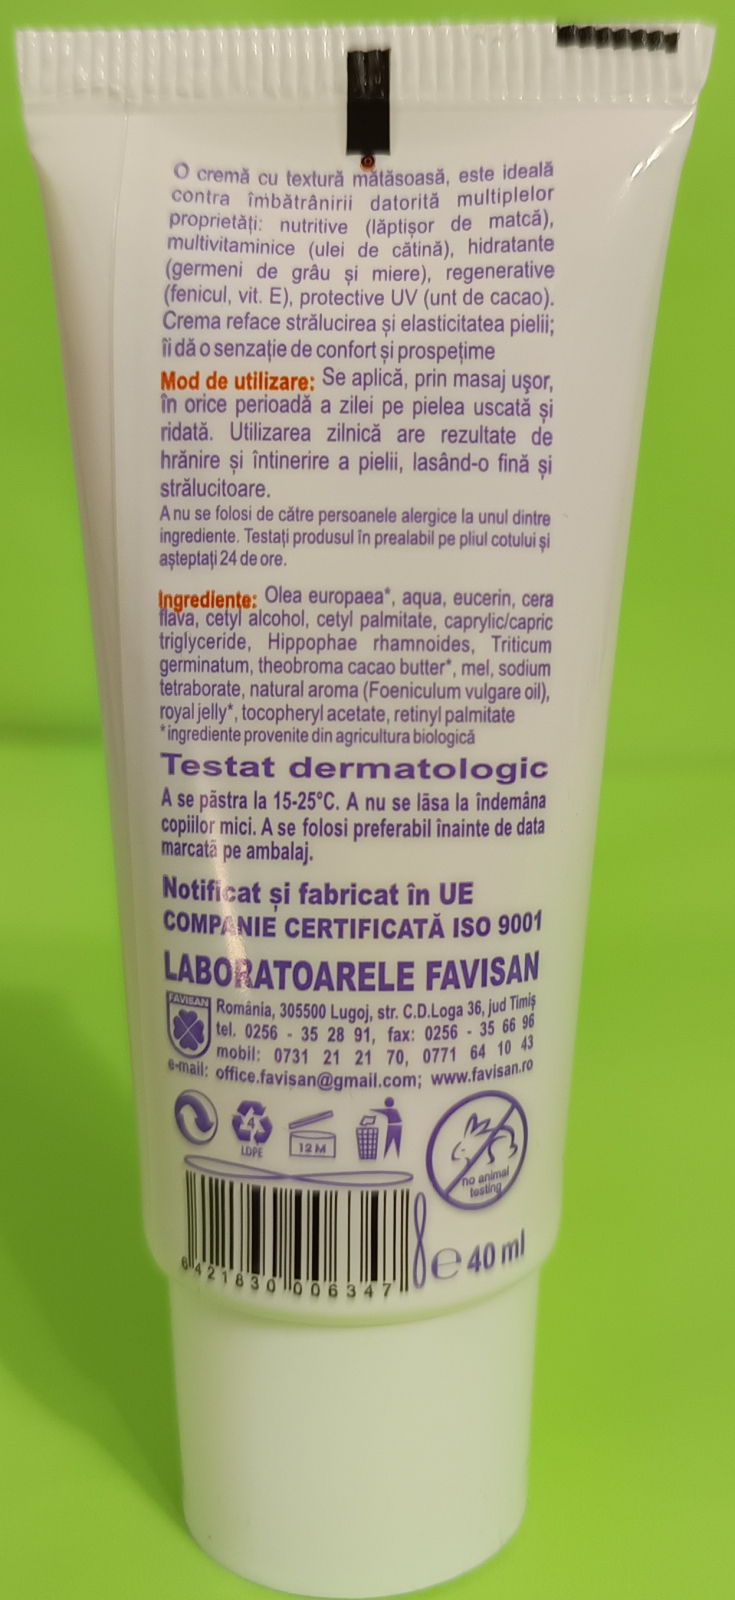 O cremă cu textură mătăsoasă, este ideală
contra îmbătrânirii datorită multiplelor
proprietăți: nutritive (lăptișor de matcă),
multivitaminice (ulei de cătină), hidratante
(germeni de grâu și miere), regenerative
(fenicul, vit. E), protective UV (unt de cacao).
Crema reface strălucirea și elasticitatea pielii;
îi dă o senzație de confort și prospețime
Mod de utilizare: Se aplică, prin masaj ușor,
în orice perioadă a zilei pe pielea uscată și
ridată. Utilizarea zilnică are rezultate de
hrănire și întinerire a pielii, lasând-o fină și
strălucitoare.
A nu se folosi de către persoanele alergice la unul dintre
ingrediente. Testați produsul în prealabil pe pliul cotului și
așteptați 24 de ore.
Ingrediente: Olea europaea*, aqua, eucerin, cera
flava, cetyl alcohol, cetyl palmitate, caprylic/capric
triglyceride, Hippophae rhamnoides, Triticum
germinatum, theobroma cacao butter*, mel, sodium
tetraborate, natural aroma (Foeniculum vulgare oil),
royal jelly*, tocopheryl acetate, retinyl palmitate
*ingrediente provenite din agricultura biologică
Testat dermatologic
A se păstra la 15-25°C. A nu se lăsa la îndemâna
copiilor mici. A se folosi preferabil înainte de data
marcată pe ambalaj.
Notificat și fabricat în UE
COMPANIE CERTIFICATĂ ISO 9001
LABORATOARELE FAVISAN
FAVISAN
România, 305500 Lugoj, str. C.D.Loga 36, jud Timiș
tel. 0256 - 35 28 91, fax: 0256 - 35 66 96
mobil: 0731 21 21 70, 0771 64 10 43
e-mail: office.favisan@gmail.com; www.favisan.ro
4
LDPE
12 M
no animal
testing
6 421830 006347
e 40 ml